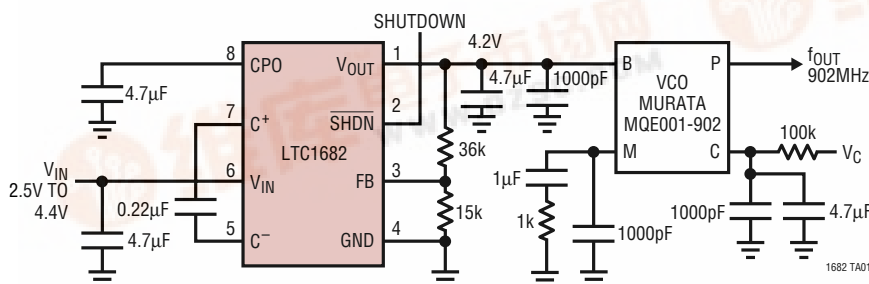 SHUTDOWN
8 CPO
4.7µF
7 C+
VIN
2.5V TO
4.4V
6 VIN
0.22µF
4.7µF
5 C−
LTC1682
VOUT 1
4.2V
4.7µF
1000pF
SHDN 2
36k
FB 3
15k
GND 4
B
P
VCO
MURATA
MQE001-902
M
C
fOUT
902MHz
1µF
1k
1000pF
100k
VC
1000pF
4.7µF
1682 TA01